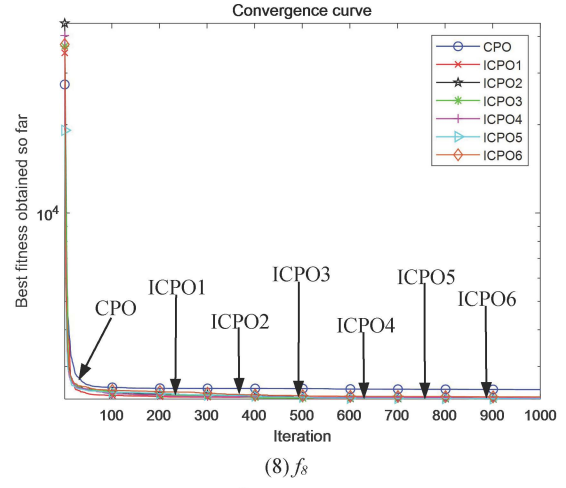 Convergence curve
Best fitness obtained so far
10^4
CPO
ICPO1
ICPO2
ICPO3
ICPO4
ICPO5
ICPO6
CPO
ICPO1
ICPO2
ICPO3
ICPO4
ICPO5
ICPO6
100 200 300 400 500 600 700 800 900 1000
Iteration
(8) f8